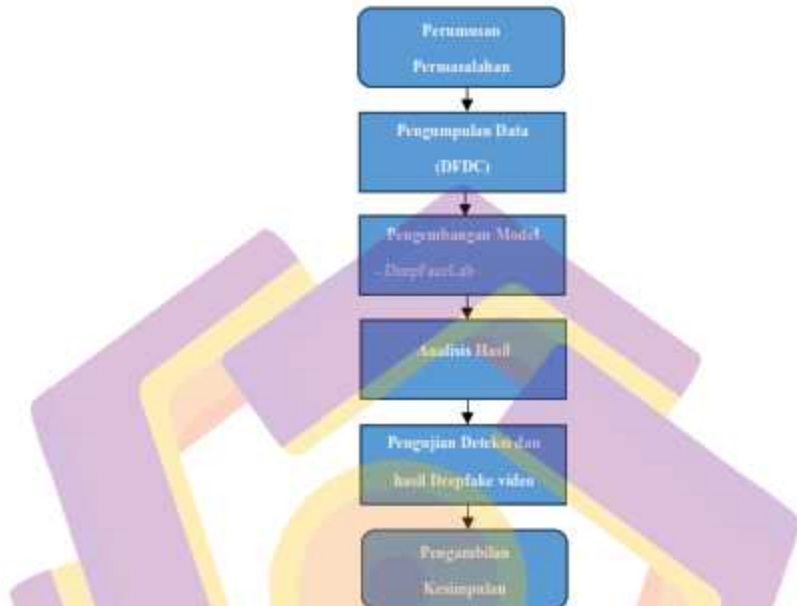 Perumusan
Permasalahan
Pengumpulan Data
(DFDC)
Pengembangan Model
- DeepFaceLab
Analisis Hasil
Pengujian Deteksi dan
hasil Deepfake video
Pengambilan
Kesimpulan